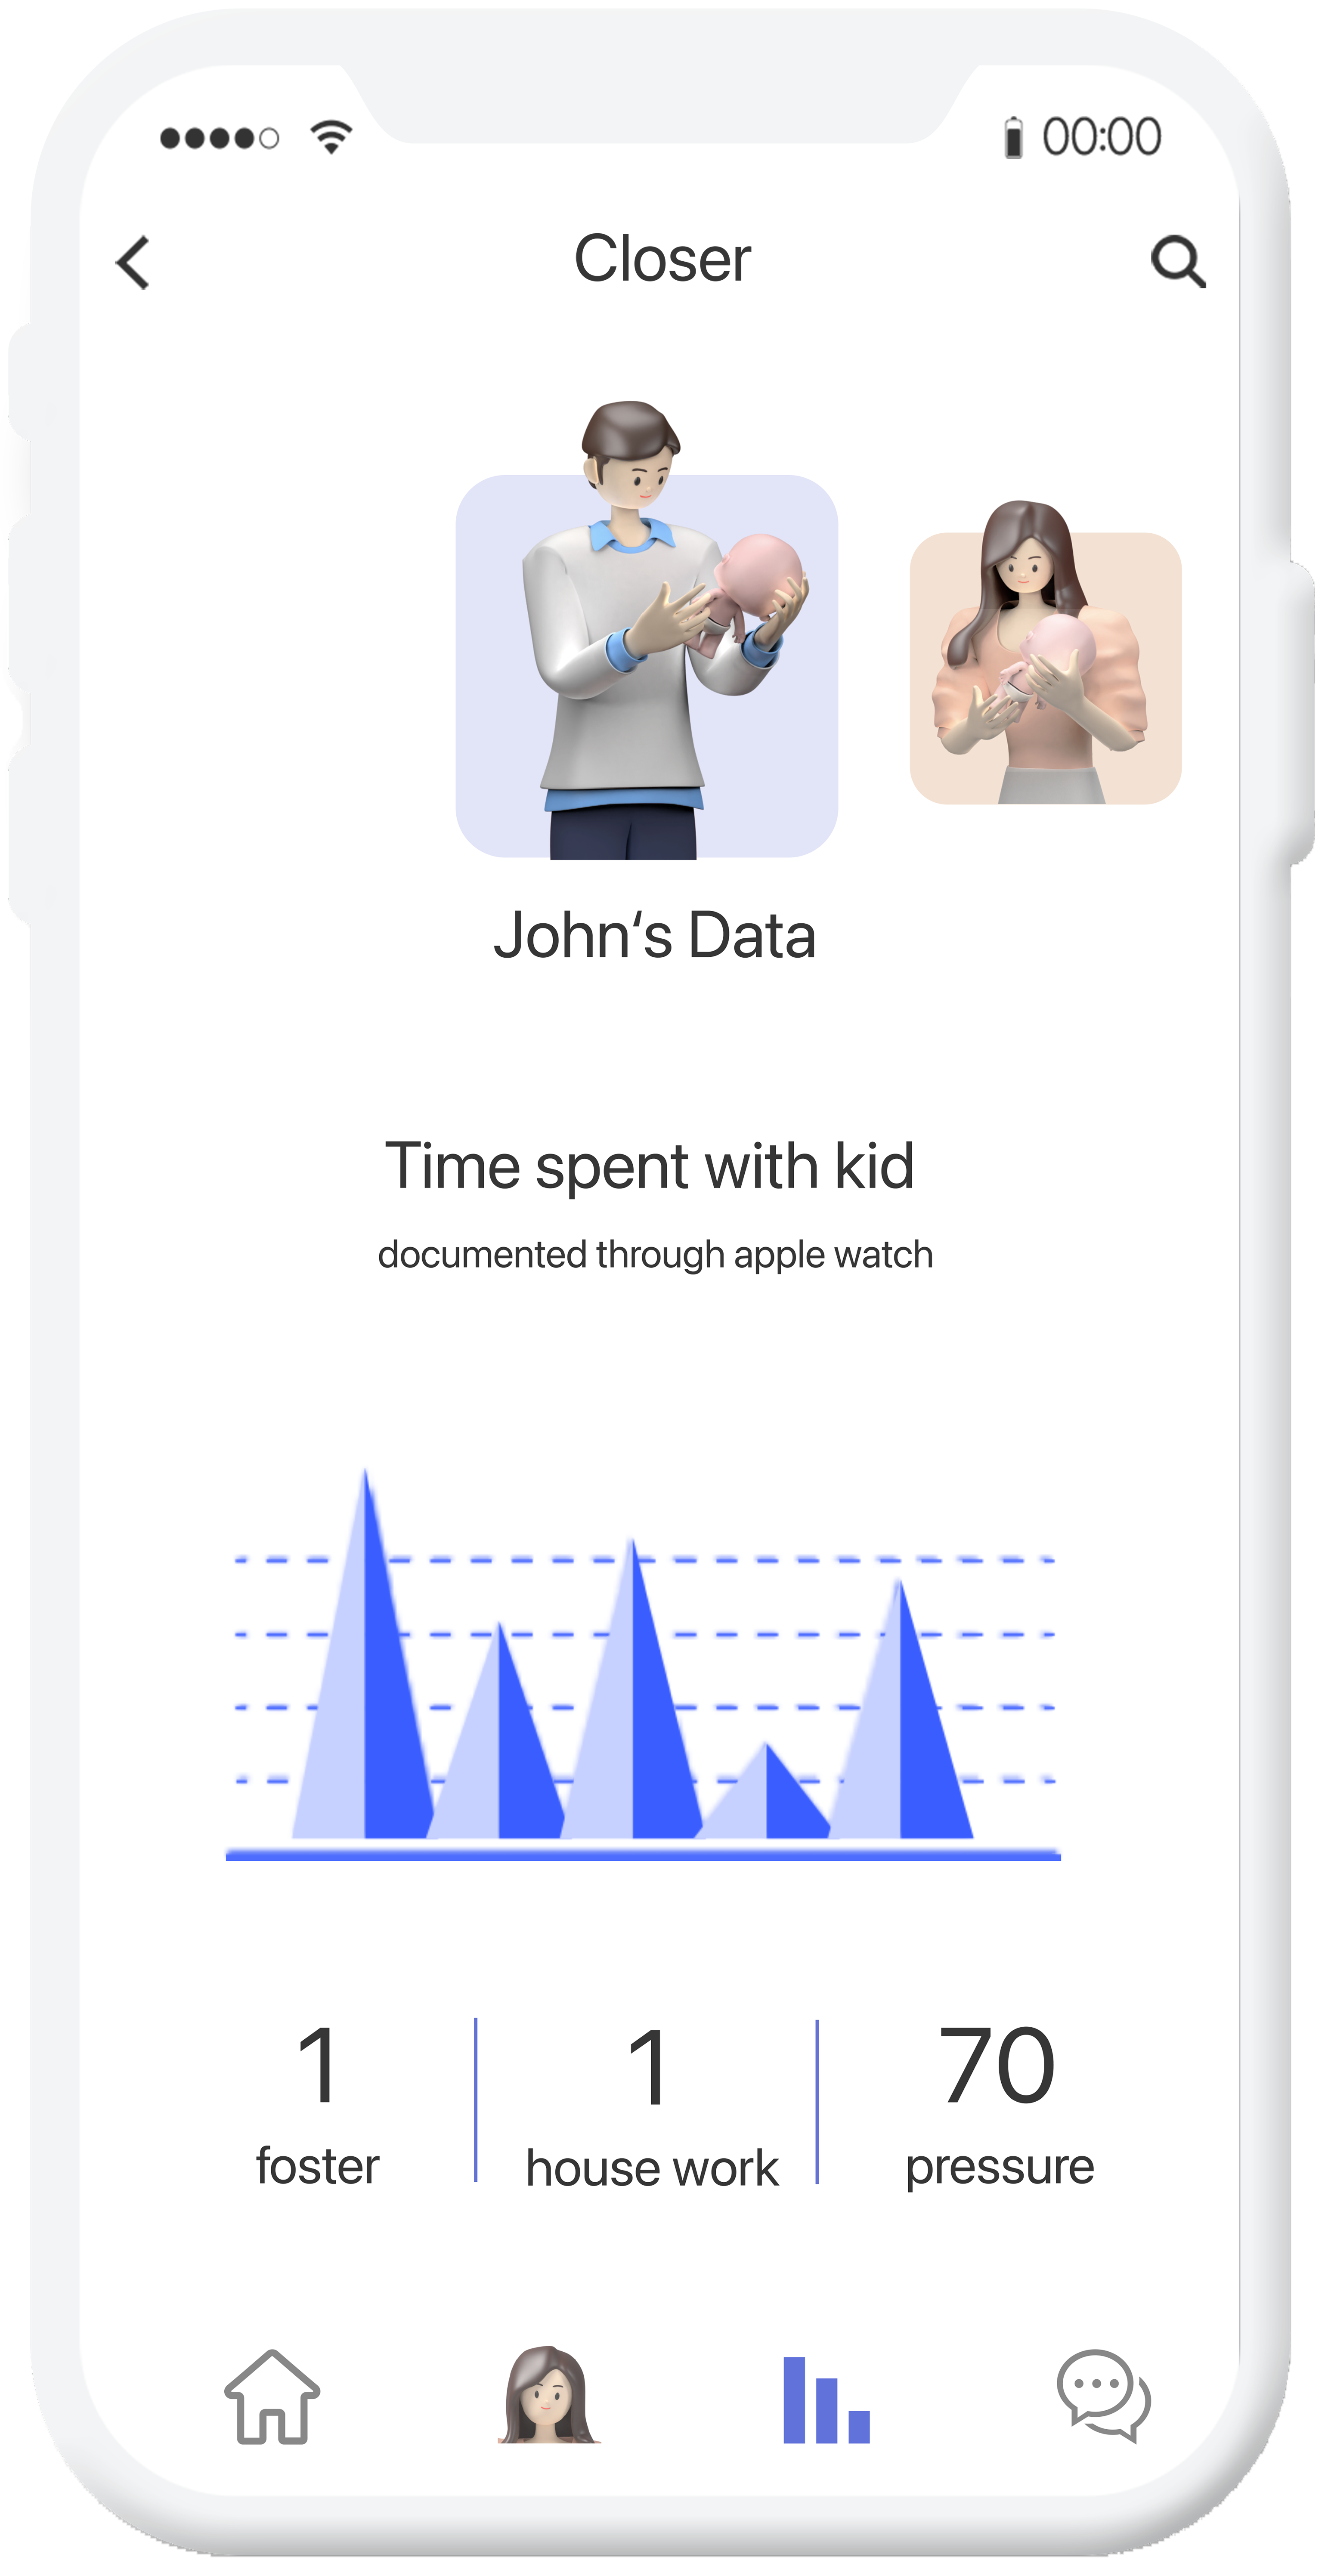 00:00
Closer
John‘s Data
Time spent with kid
documented through apple watch
1 1 70
foster house work pressure